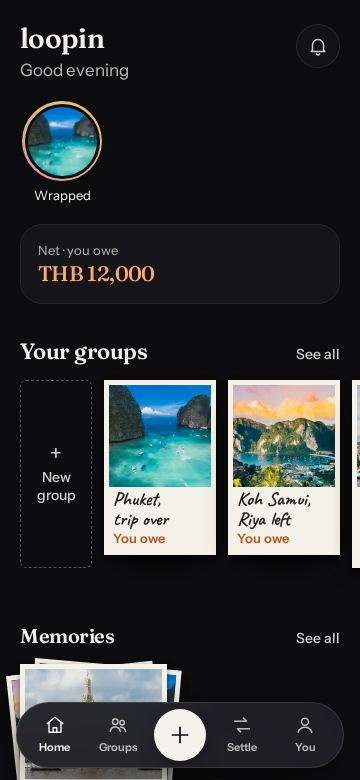 loopin
Good evening
Wrapped
Net · you owe
THB 12,000
Your groups
See all
+
New
group
Phuket,
trip over
You owe
Koh Samui,
Riya left
You owe
Memories
See all
Home
Groups
+
Settle
You